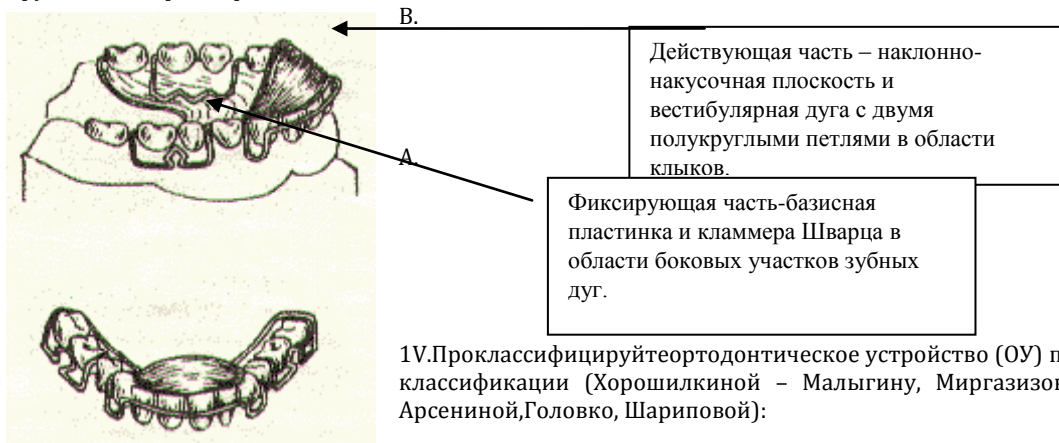 В.
Действующая часть – наклонно-
накусочная плоскость и
вестибулярная дуга с двумя
полукруглыми петлями в области
клыков.
А.
Фиксирующая часть-базисная
пластинка и кламмера Шварца в
области боковых участков зубных
дуг.
1V.Проклассифицируйтеортодонтическое устройство (ОУ) п
классификации (Хорошилкиной – Малыгину, Миргазизов
Арсениной,Головко, Шариповой):